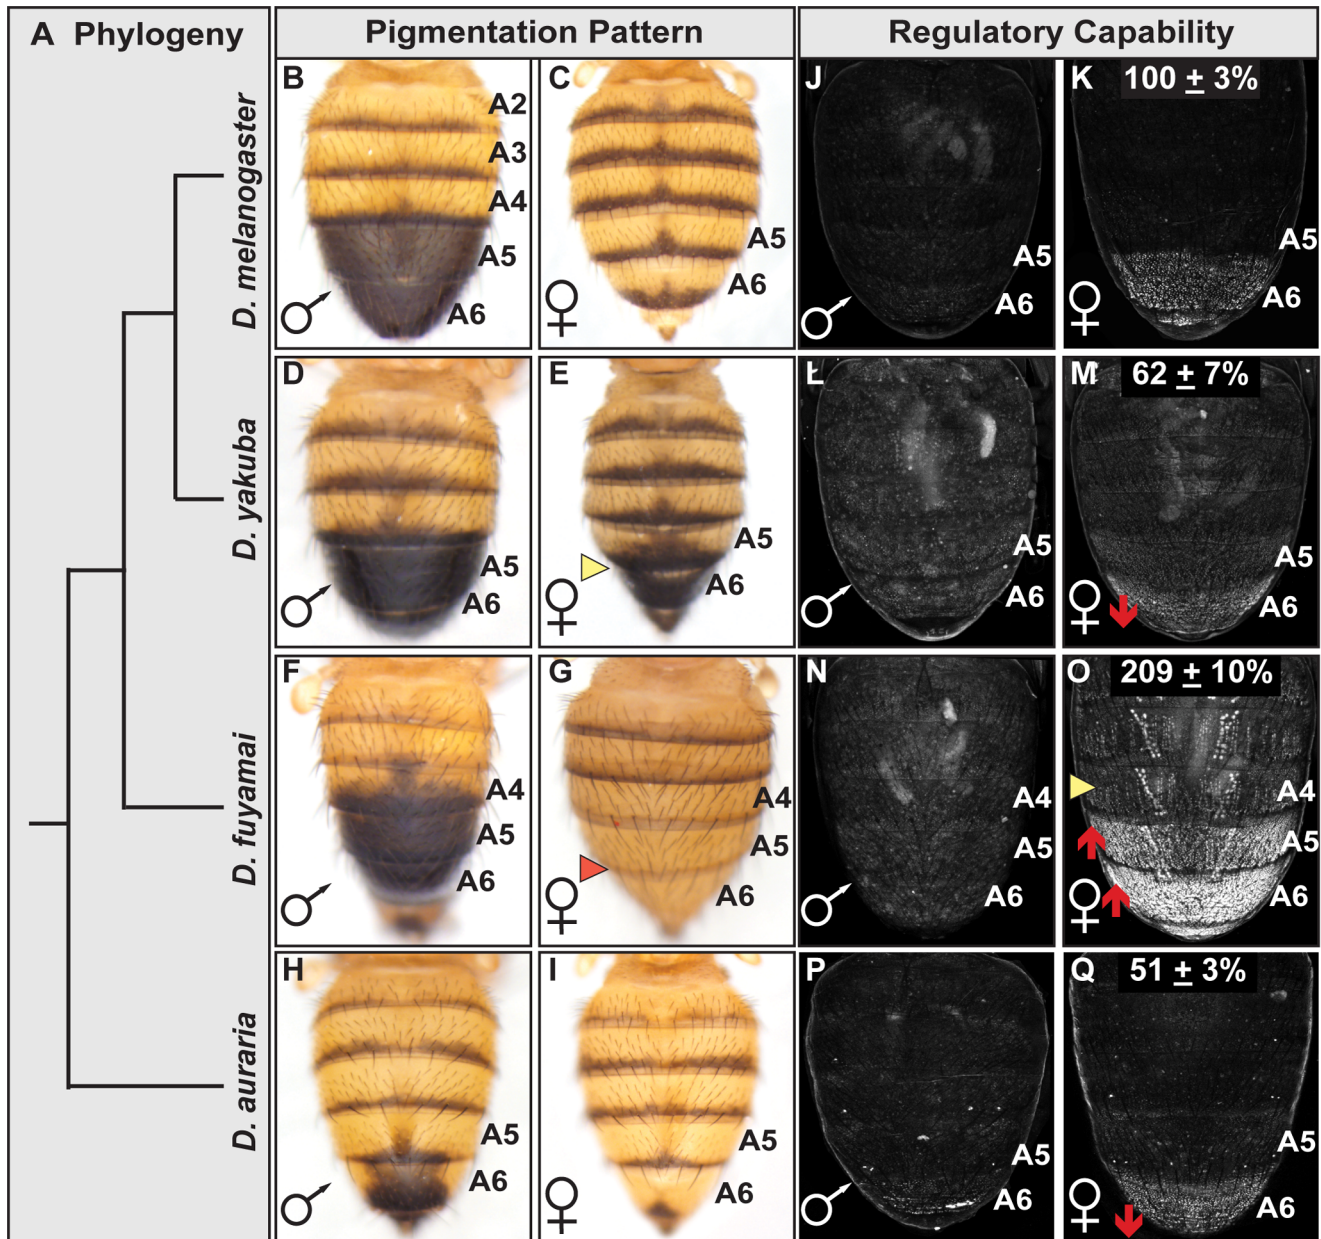 A Phylogeny
Pigmentation Pattern
Regulatory Capability
D. melanogaster
D. yakuba
D. fuyamai
D. auraria
B
A2
A3
A4
A5
A6
C
A5
A6
J
A5
A6
K
100 ± 3%
A5
A6
D
A5
A6
E
A5
A6
L
A5
A6
M
62 ± 7%
A5
A6
F
A4
A5
A6
G
A4
A5
A6
N
A4
A5
A6
O
209 ± 10%
A4
A5
A6
H
A5
A6
I
A5
A6
P
A5
A6
Q
51 ± 3%
A5
A6